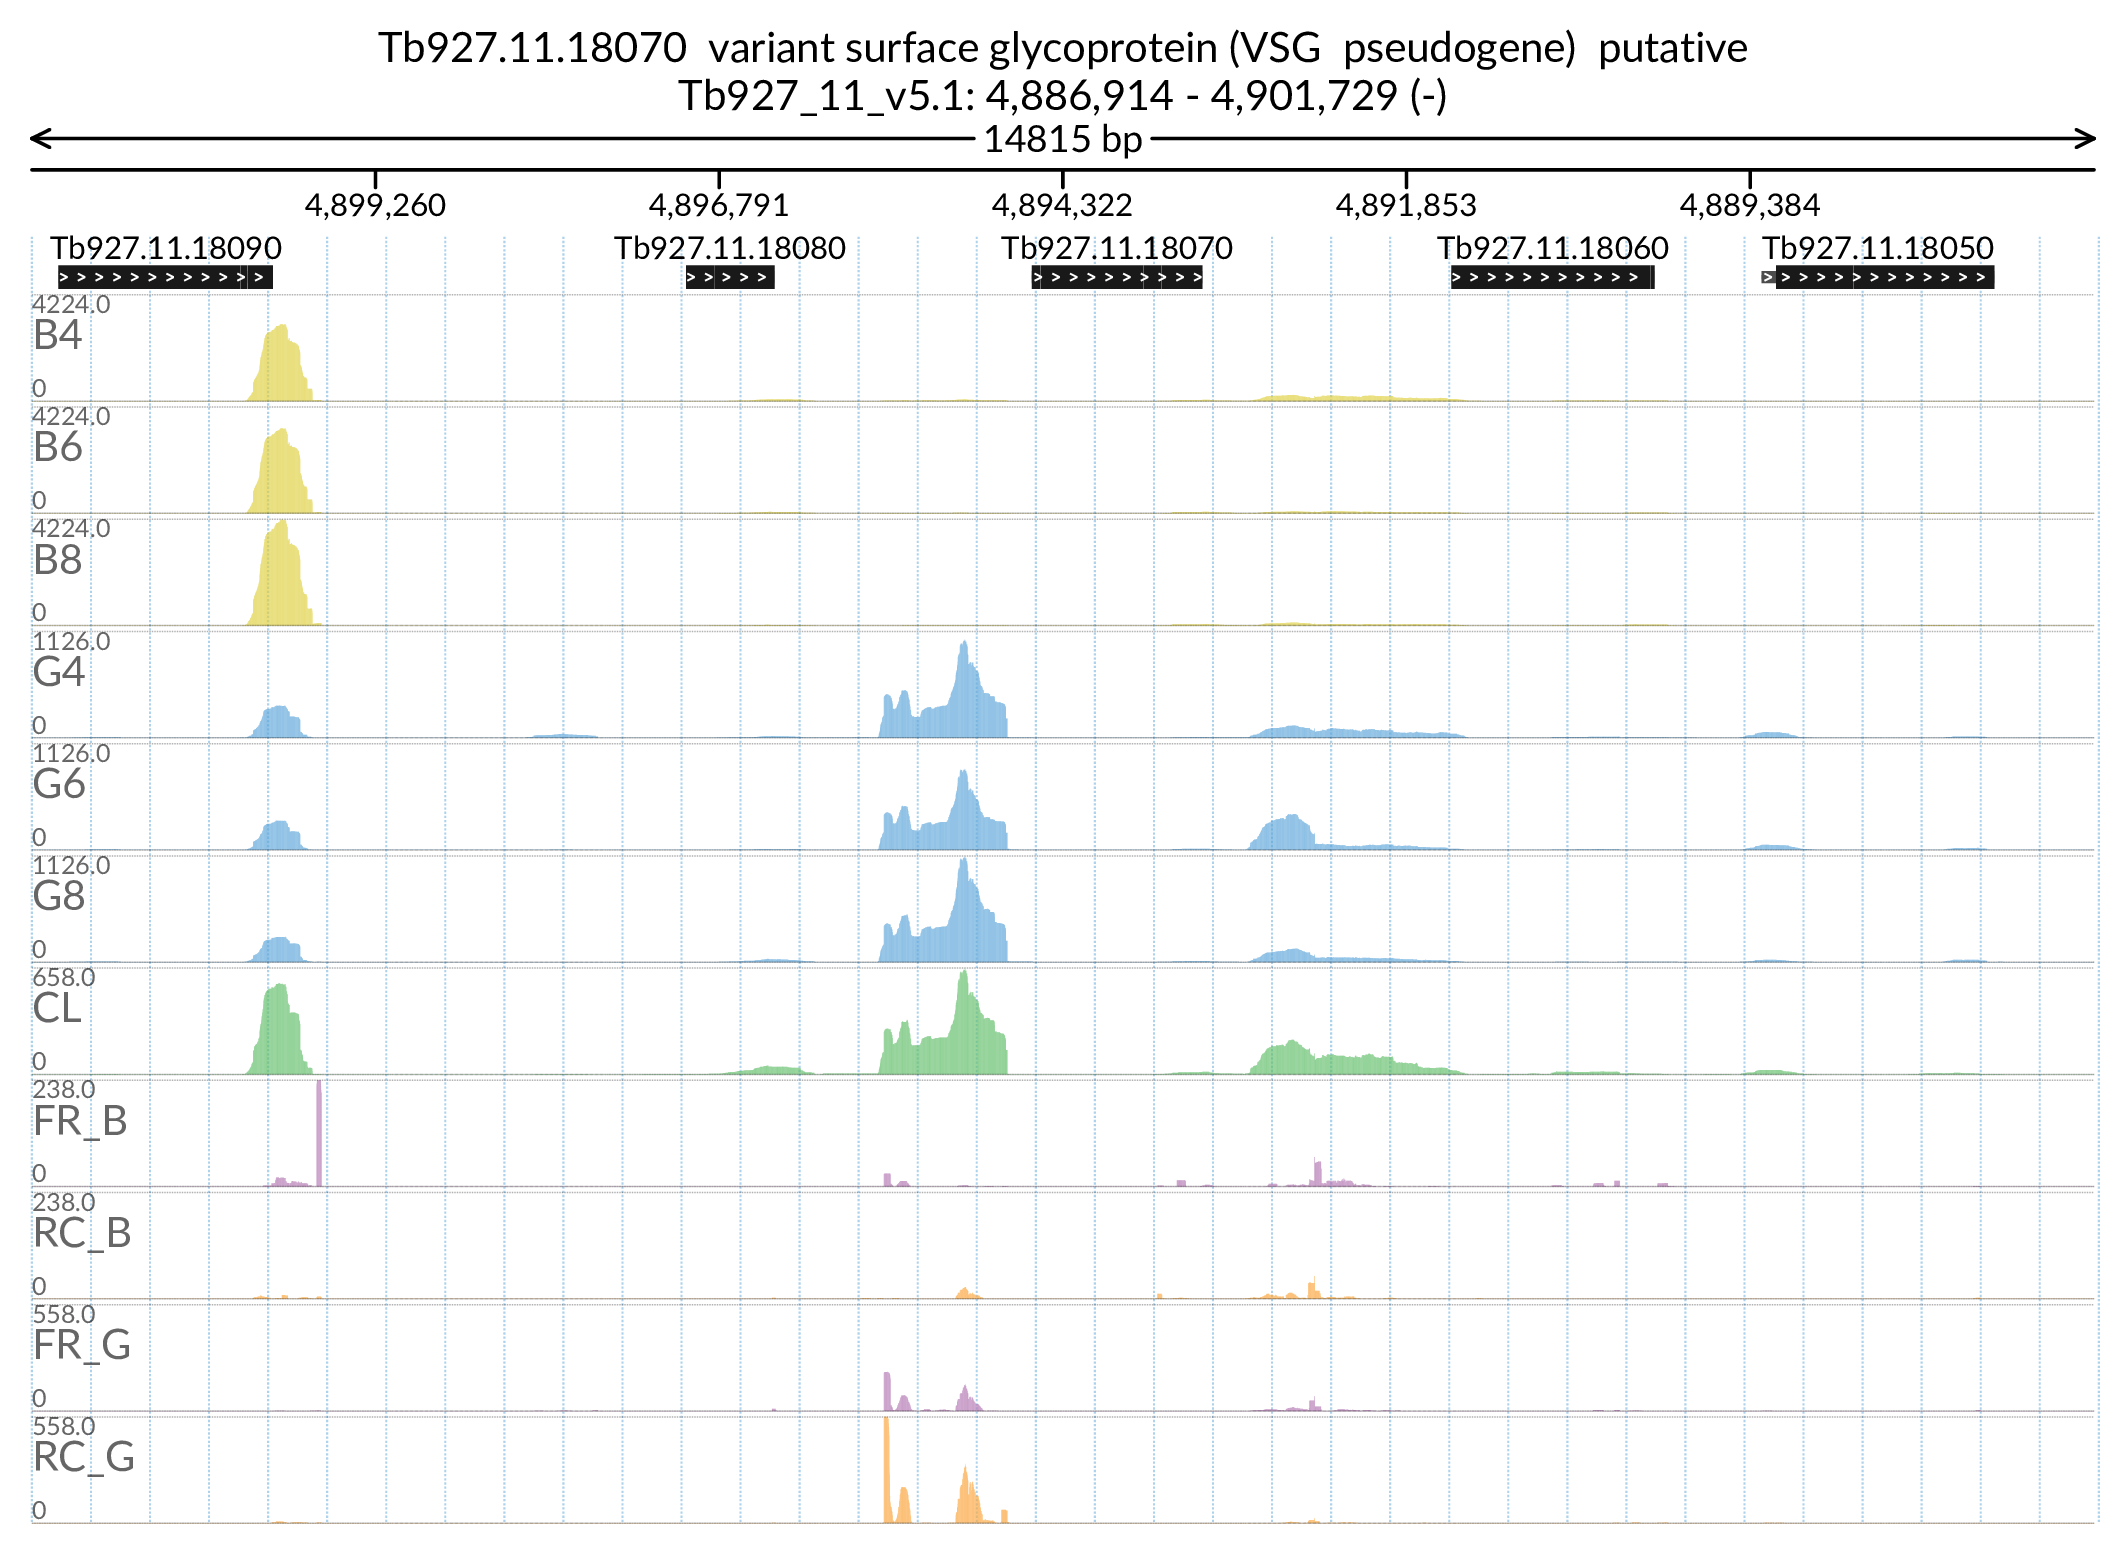 Tb927.11.18070 variant surface glycoprotein (VSG pseudogene) putative
Tb927_11_v5.1: 4,886,914 - 4,901,729 (-)
14815 bp
4,899,260 4,896,791 4,894,322 4,891,853 4,889,384
Tb927.11.18090 Tb927.11.18080 Tb927.11.18070 Tb927.11.18060 Tb927.11.18050
4224.0
B4
0
4224.0
B6
0
4224.0
B8
0
1126.0
G4
0
1126.0
G6
0
1126.0
G8
0
658.0
CL
0
238.0
FR_B
0
238.0
RC_B
0
558.0
FR_G
0
558.0
RC_G
0